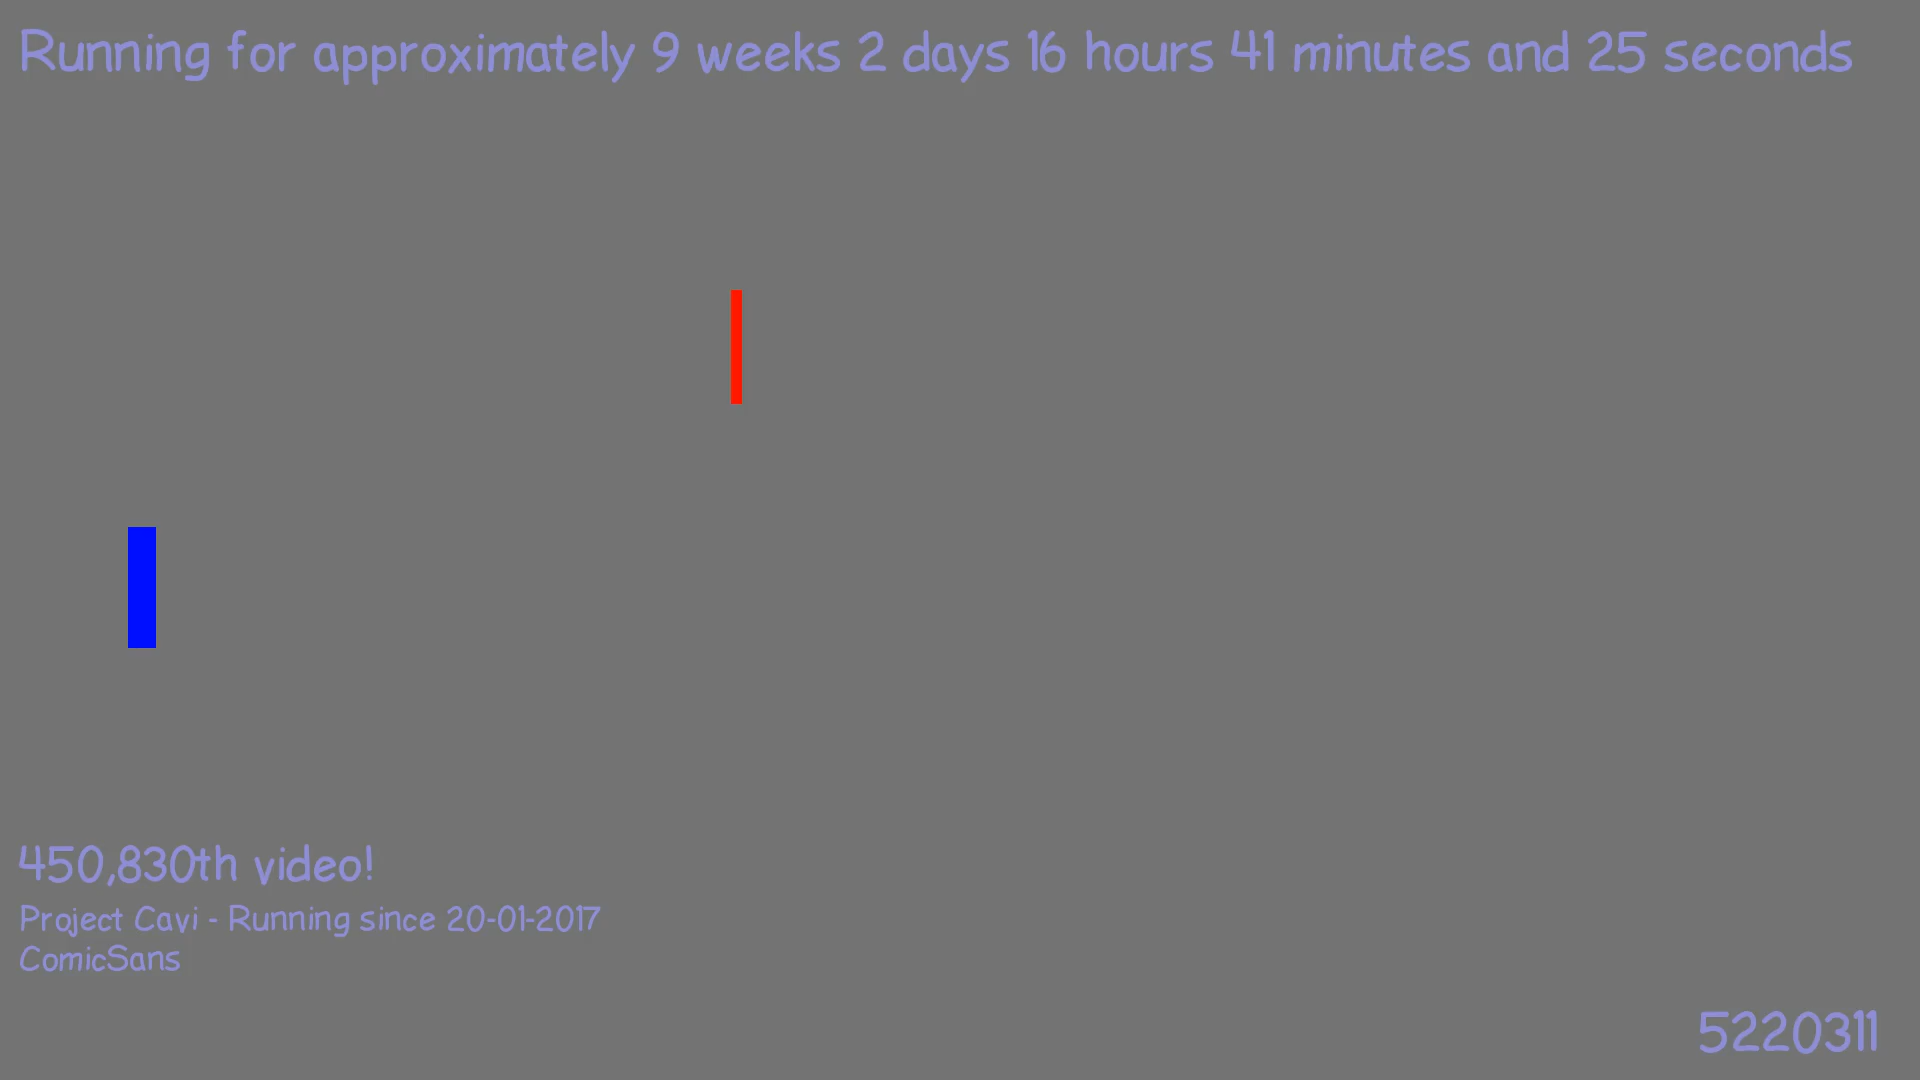 Running for approximately 9 weeks 2 days 16 hours 41 minutes and 25 seconds
450,830th video!
Project Cavi - Running since 20-01-2017
ComicSans
5220311